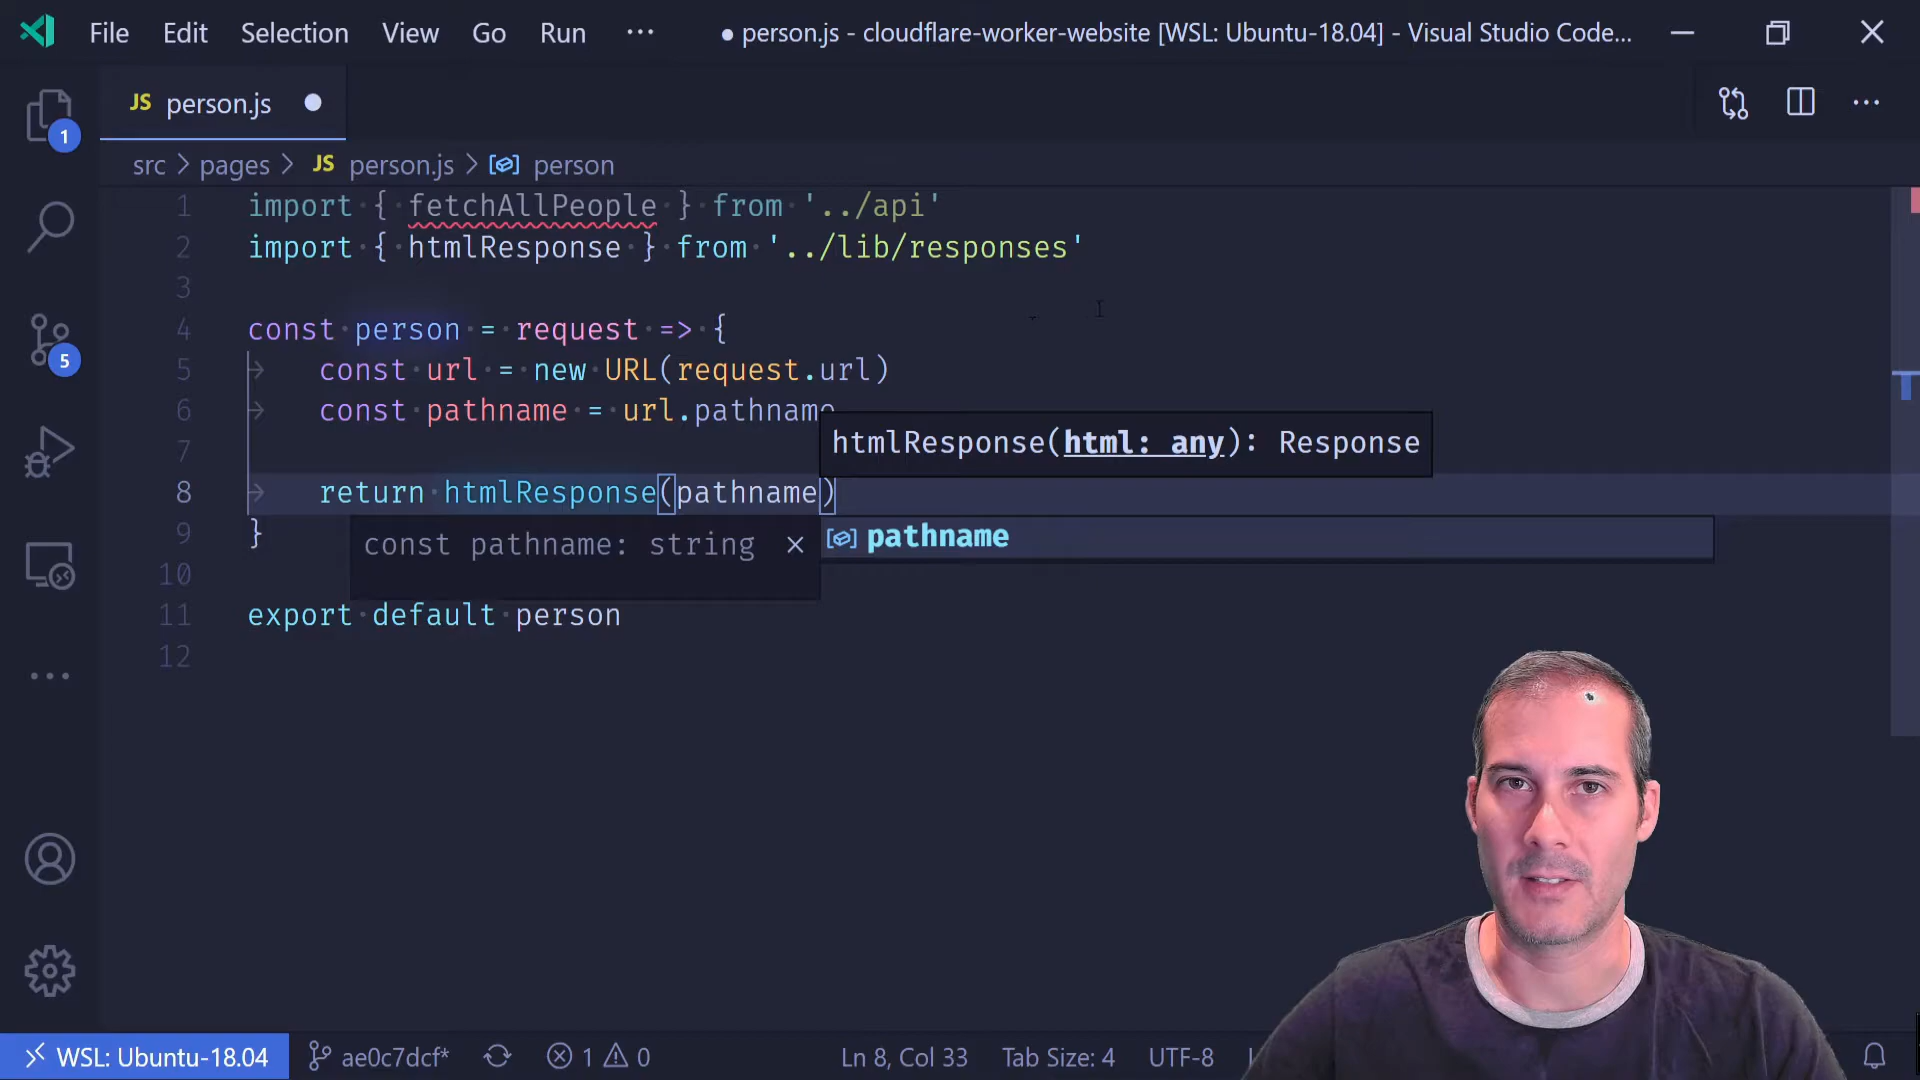 File Edit Selection View Go Run ··· ● person.js - cloudflare-worker-website [WSL: Ubuntu-18.04] - Visual Studio Code...
JS person.js ●
src > pages > JS person.js > person
1
5
1 import { fetchAllPeople } from '../api'
2 import { htmlResponse } from '../lib/responses'
3
4 const person = request => {
5 const url = new URL(request.url)
6 const pathname = url.pathname
htmlResponse(html: any): Response
7
8 return htmlResponse(pathname)
9 }
const pathname: string ×
pathname
10
11 export default person
12
WSL: Ubuntu-18.04 ae0c7dcf* 1 0 Ln 8, Col 33 Tab Size: 4 UTF-8